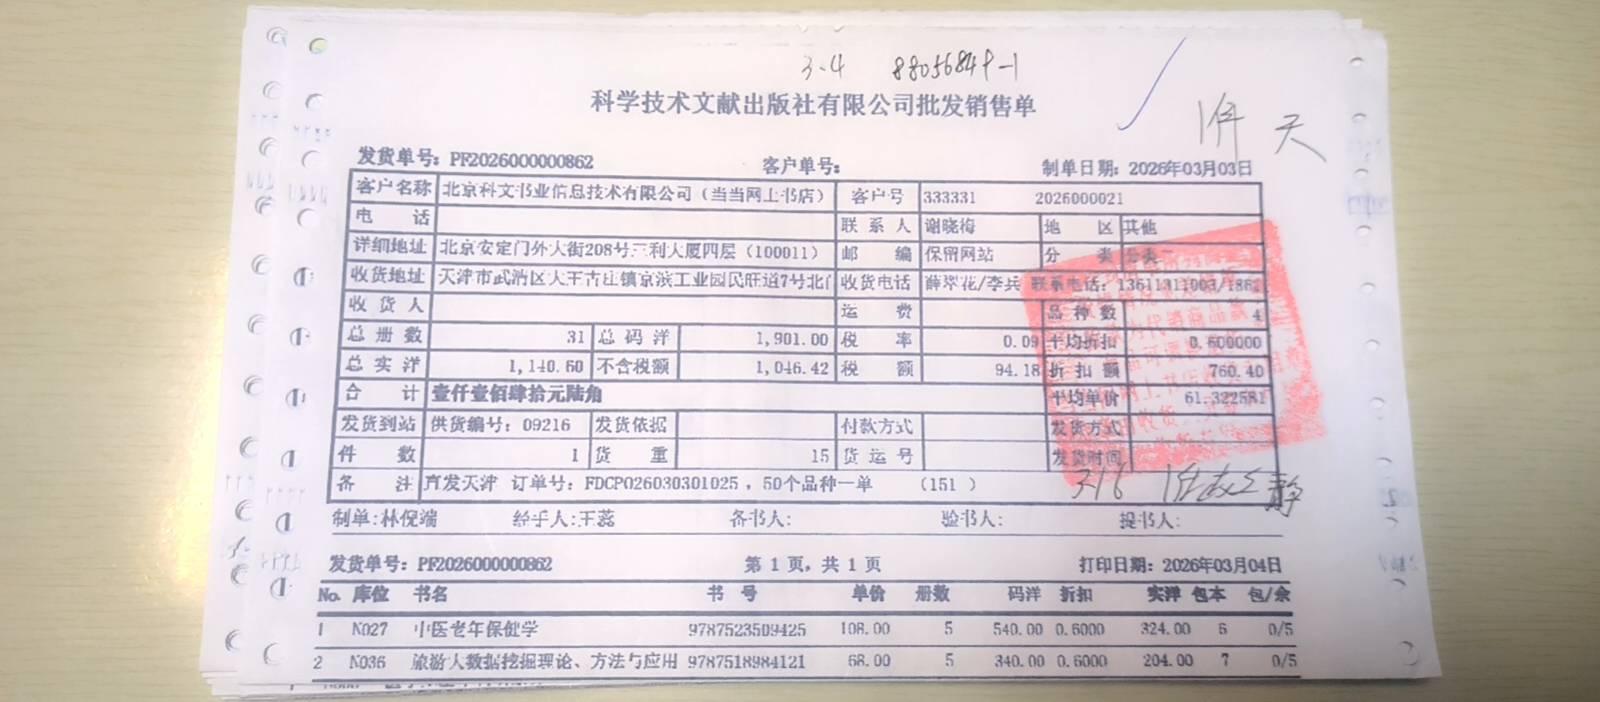 3-4 88056849-1
科学技术文献出版社有限公司批发销售单
天
发货单号: PF2026000000862 客户单号: 制单日期: 2026年03月03日
客户名称 北京科文书业信息技术有限公司（当当网上书店） 客户号 333331 2026000021
电 话 联系人 谢晓梅 地 区 其他
详细地址 北京安定门外大街208号三利大厦四层（100011） 邮 编 保留网站 分 类 分类
收货地址 天津市武清区大王古庄镇京滨工业园民旺道7号北门 收货电话 薛翠花/李兵 联系电话: 13611311003/1861
收货人 运 费 品种数 4
总册数 31 总码洋 1,901.00 税 率 0.09 平均折扣 0.600000
总实洋 1,140.60 不含税额 1,046.42 税 额 94.18 折扣额 760.40
合 计 壹仟壹佰肆拾元陆角 平均单价 61.322581
发货到站 供货编号: 09216 发货依据 付款方式 发货方式
件 数 1 货 重 15 货运号 发货时间
备 注 直发天津 订单号: FDCP026030301025，50个品种一单 （151 ）
3-16
制单:林倪端 经手人:王蕊 备书人: 验书人: 提书人:
发货单号: PF2026000000862 第 1 页, 共 1 页 打印日期: 2026年03月04日
No. 库位 书名 书 号 单价 册数 码洋 折扣 实洋 包本 包/余
1 N027 中医老年保健学 9787523509425 108.00 5 540.00 0.6000 324.00 6 0/5
2 N036 旅游大数据挖掘理论、方法与应用 9787518984121 68.00 5 340.00 0.6000 204.00 7 0/5